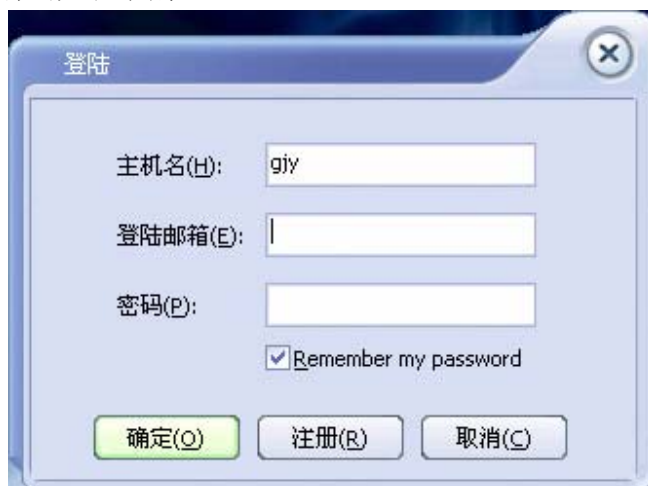 登陆
主机名(H): gjy
登陆邮箱(E):
密码(P):
Remember my password
确定(O) 注册(R) 取消(C)